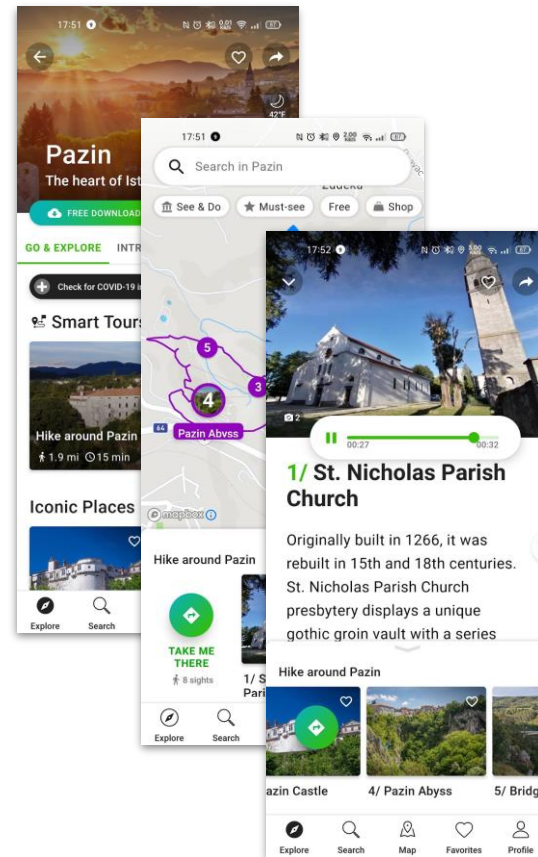 17:51
42°F
Pazin
The heart of Ist
FREE DOWNLOAD
GO & EXPLORE INTR
Check for COVID-19 i
Smart Tours
Hike around Pazin
1.9 mi 15 min
Iconic Places
Explore Search
17:51
87
Search in Pazin
See & Do Must-see Free Shop
5
3
4
64
Pazin Abyss
mapbox
Hike around Pazin
TAKE ME
THERE
8 sights
1/ S
Pari
Explore Search
17:52
2
00:27 00:32
1/ St. Nicholas Parish
Church
Originally built in 1266, it was
rebuilt in 15th and 18th centuries.
St. Nicholas Parish Church
presbytery displays a unique
gothic groin vault with a series
Hike around Pazin
azin Castle 4/ Pazin Abyss 5/ Bridg
Explore Search Map Favorites Profile